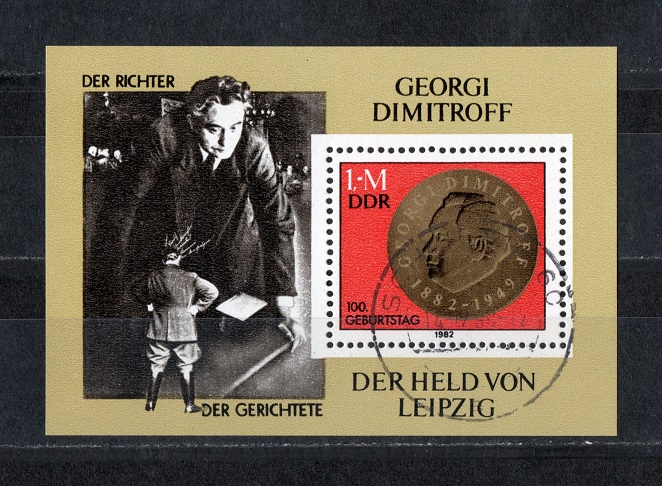 DER RICHTER
GEORGI
DIMITROFF
1,-M
DDR
GEORGI DIMITROFF
1882-1949
100.
GEBURTSTAG
1982
DER HELD VON
LEIPZIG
DER GERICHTETE